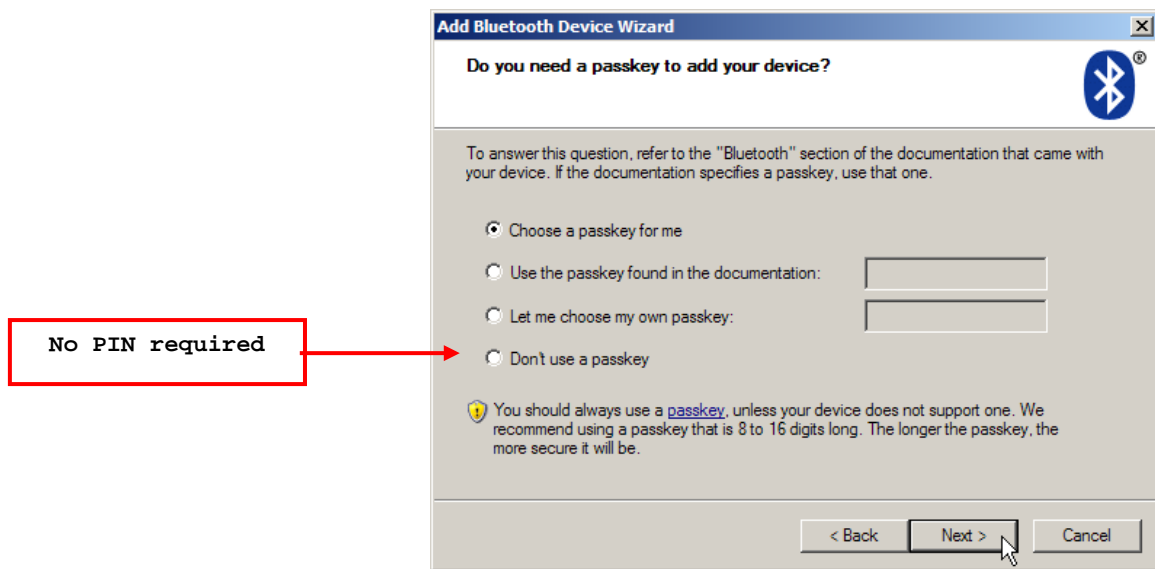 Add Bluetooth Device Wizard
Do you need a passkey to add your device?
®
To answer this question, refer to the "Bluetooth" section of the documentation that came with
your device. If the documentation specifies a passkey, use that one.
Choose a passkey for me
Use the passkey found in the documentation:
Let me choose my own passkey:
No PIN required
Don't use a passkey
You should always use a passkey, unless your device does not support one. We
recommend using a passkey that is 8 to 16 digits long. The longer the passkey, the
more secure it will be.
< Back Next > Cancel